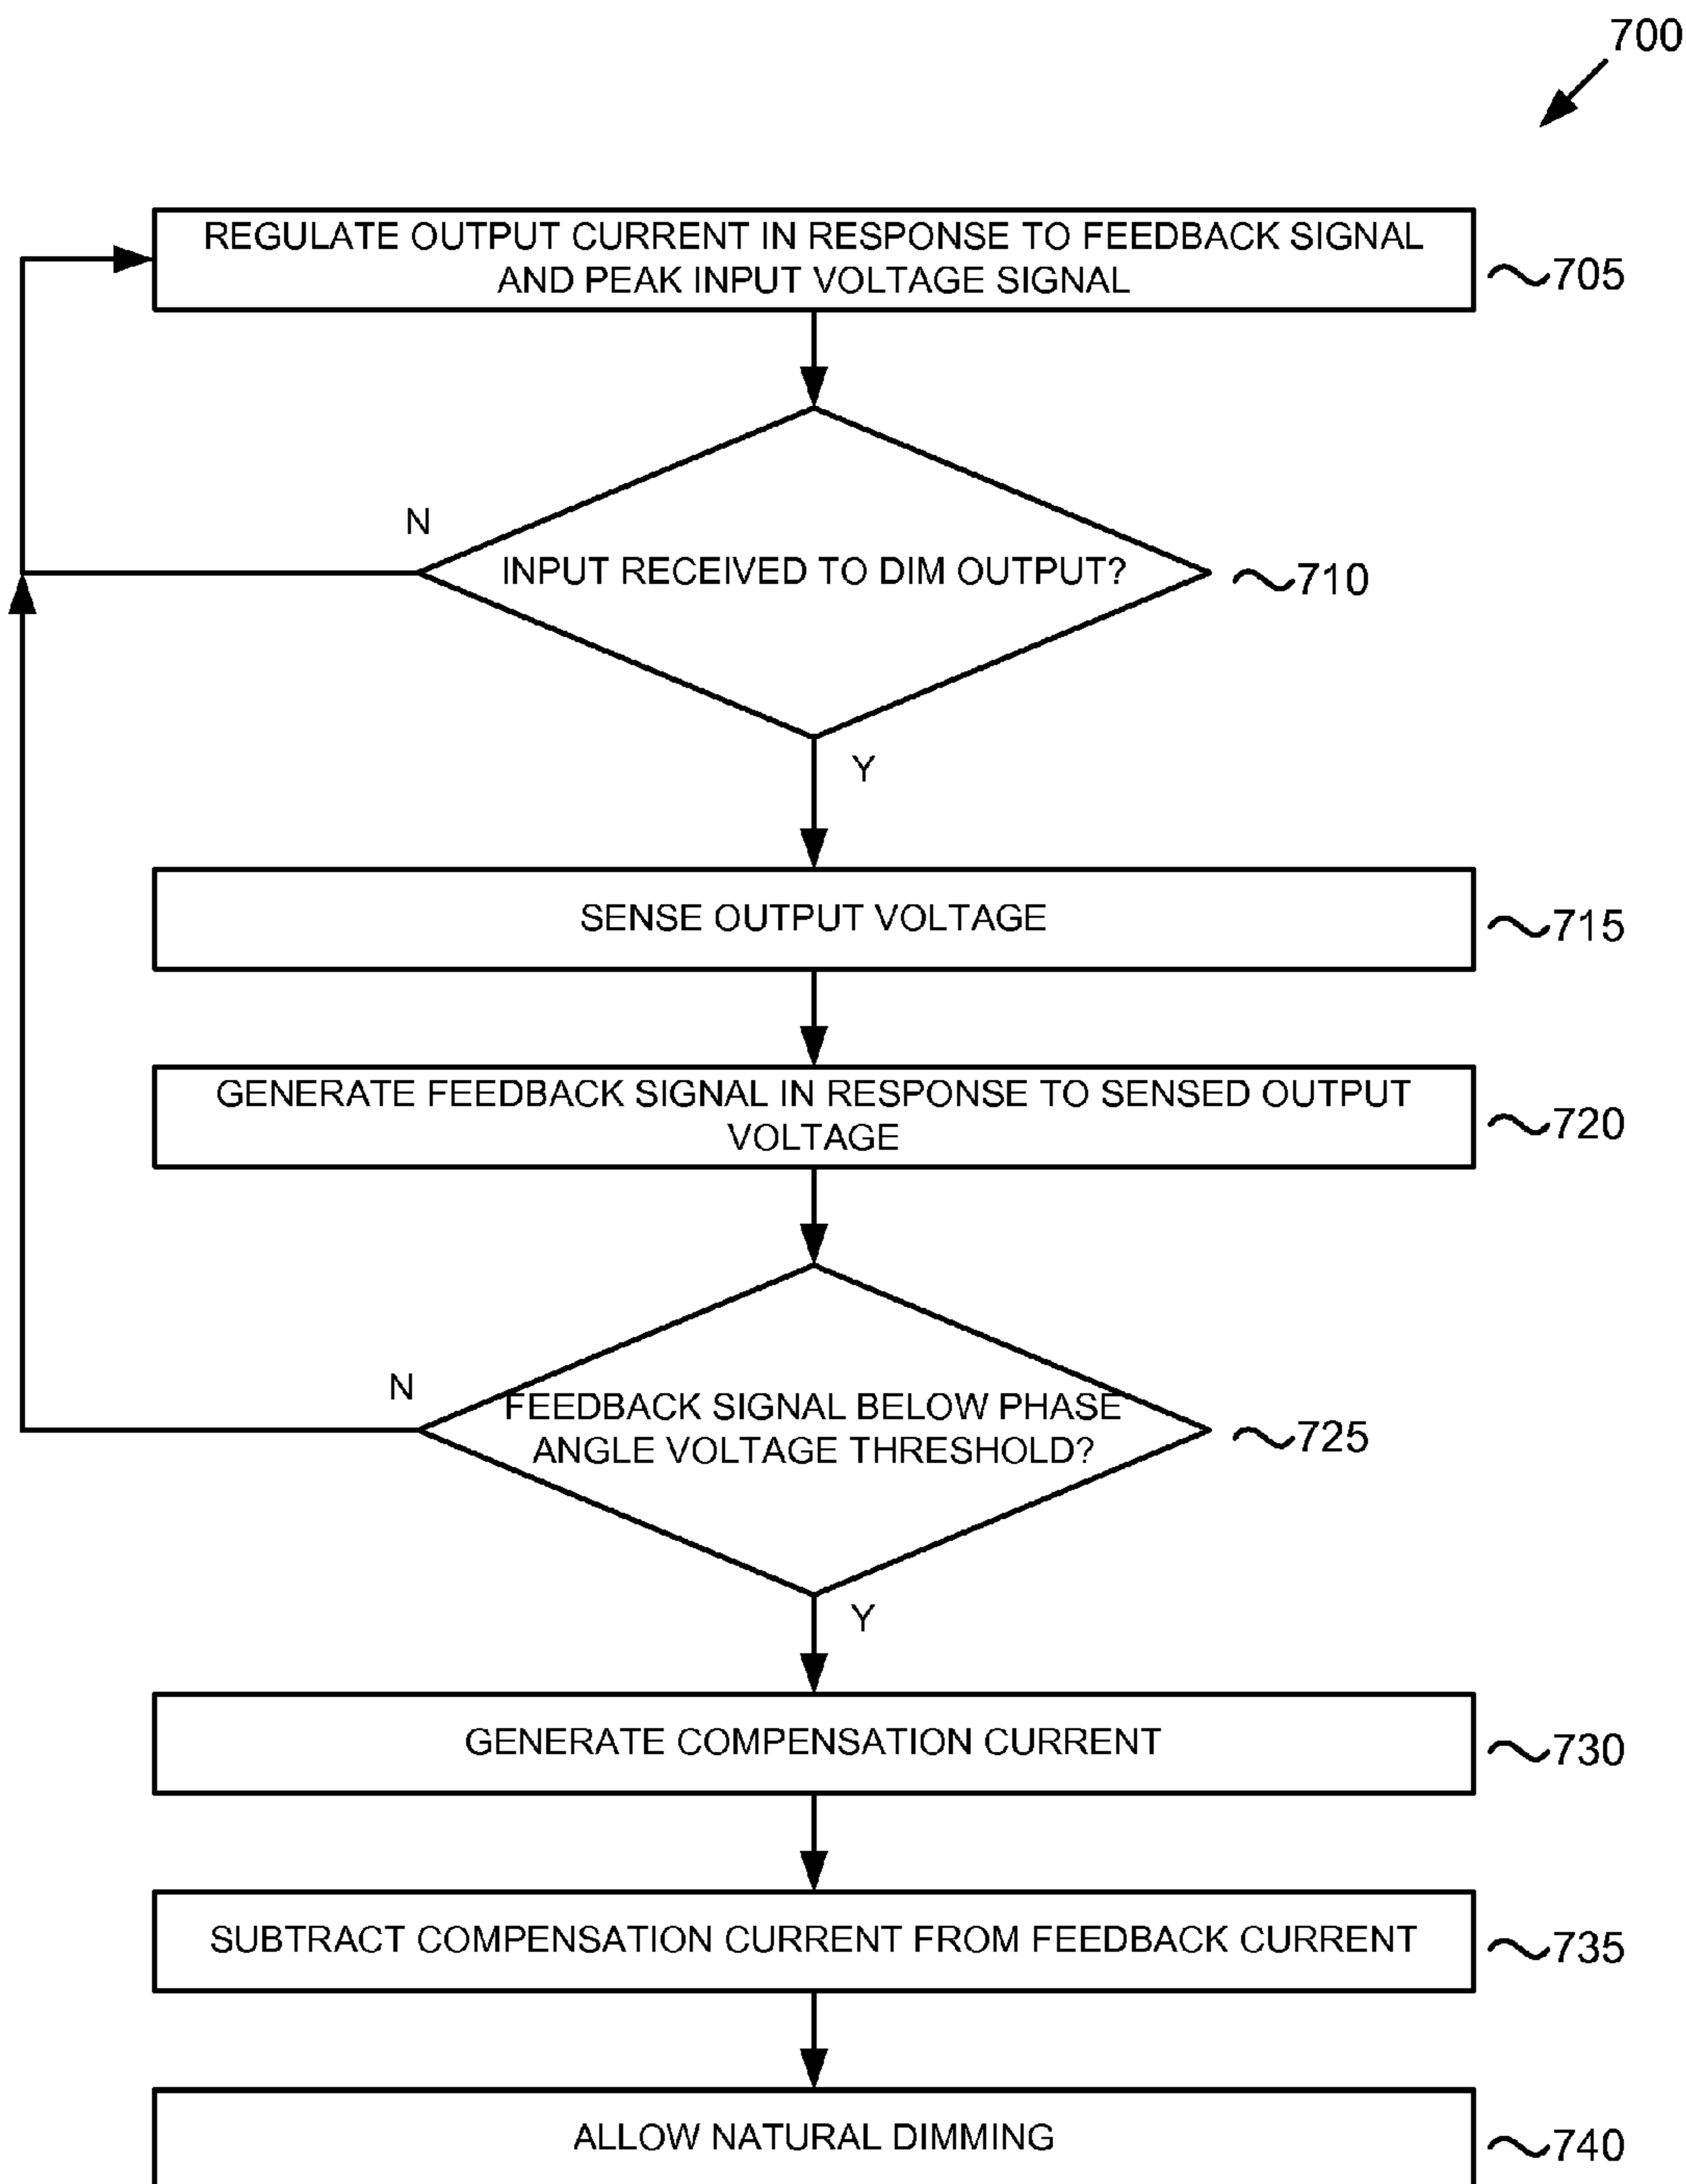 700
REGULATE OUTPUT CURRENT IN RESPONSE TO FEEDBACK SIGNAL
AND PEAK INPUT VOLTAGE SIGNAL
705
N
INPUT RECEIVED TO DIM OUTPUT?
710
Y
SENSE OUTPUT VOLTAGE
715
GENERATE FEEDBACK SIGNAL IN RESPONSE TO SENSED OUTPUT
VOLTAGE
720
N
FEEDBACK SIGNAL BELOW PHASE
ANGLE VOLTAGE THRESHOLD?
725
Y
GENERATE COMPENSATION CURRENT
730
SUBTRACT COMPENSATION CURRENT FROM FEEDBACK CURRENT
735
ALLOW NATURAL DIMMING
740